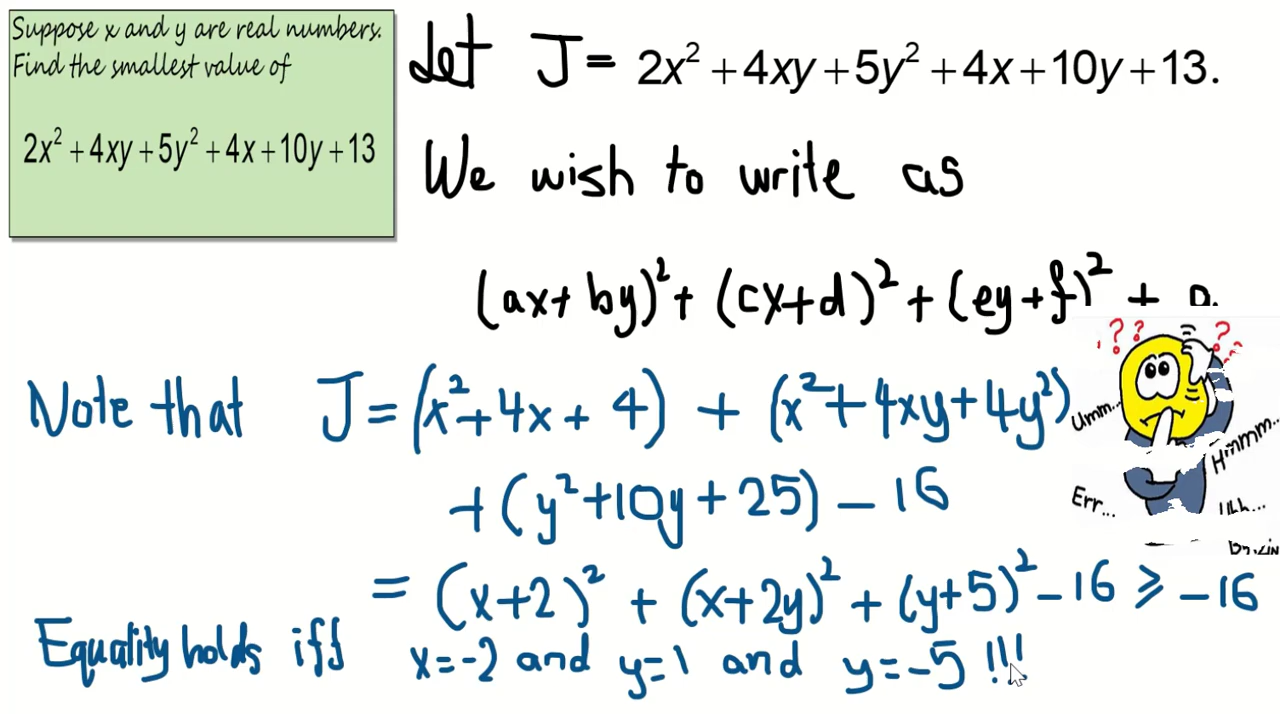 Suppose x and y are real numbers.
Find the smallest value of
2x² + 4xy + 5y² + 4x + 10y + 13
Let J = 2x² + 4xy + 5y² + 4x + 10y + 13.
We wish to write as
(ax + by)² + (cx + d)² + (ey + f)² +
Note that J = (x² + 4x + 4) + (x² + 4xy + 4y²)
+ (y² + 10y + 25) − 16
= (x+2)² + (x+2y)² + (y+5)² − 16 ⩾ −16
Equality holds iff x = −2 and y = 1 and y = −5 !!!
? ? ?
Umm...
Hmmmm...
Err...
Uhh...